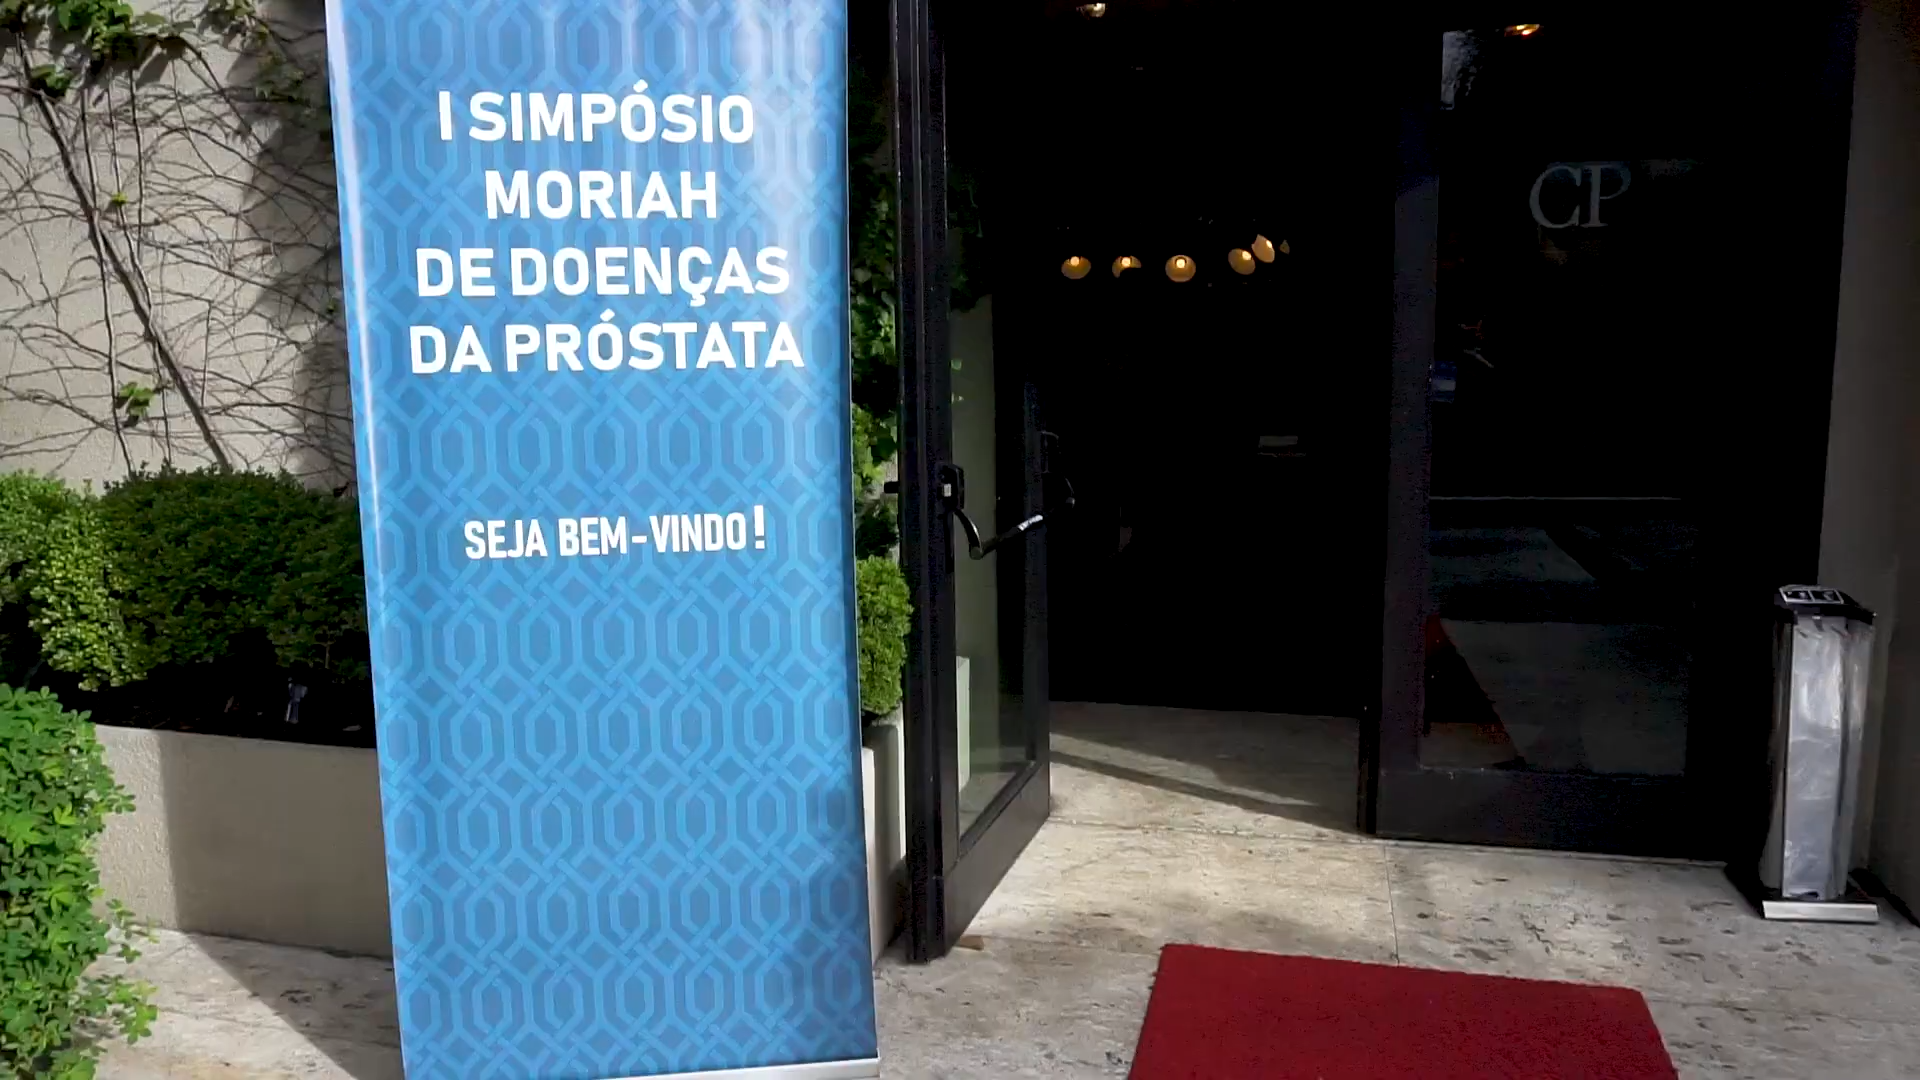 I SIMPÓSIO
MORIAH
DE DOENÇAS
DA PRÓSTATA
SEJA BEM-VINDO!
CP